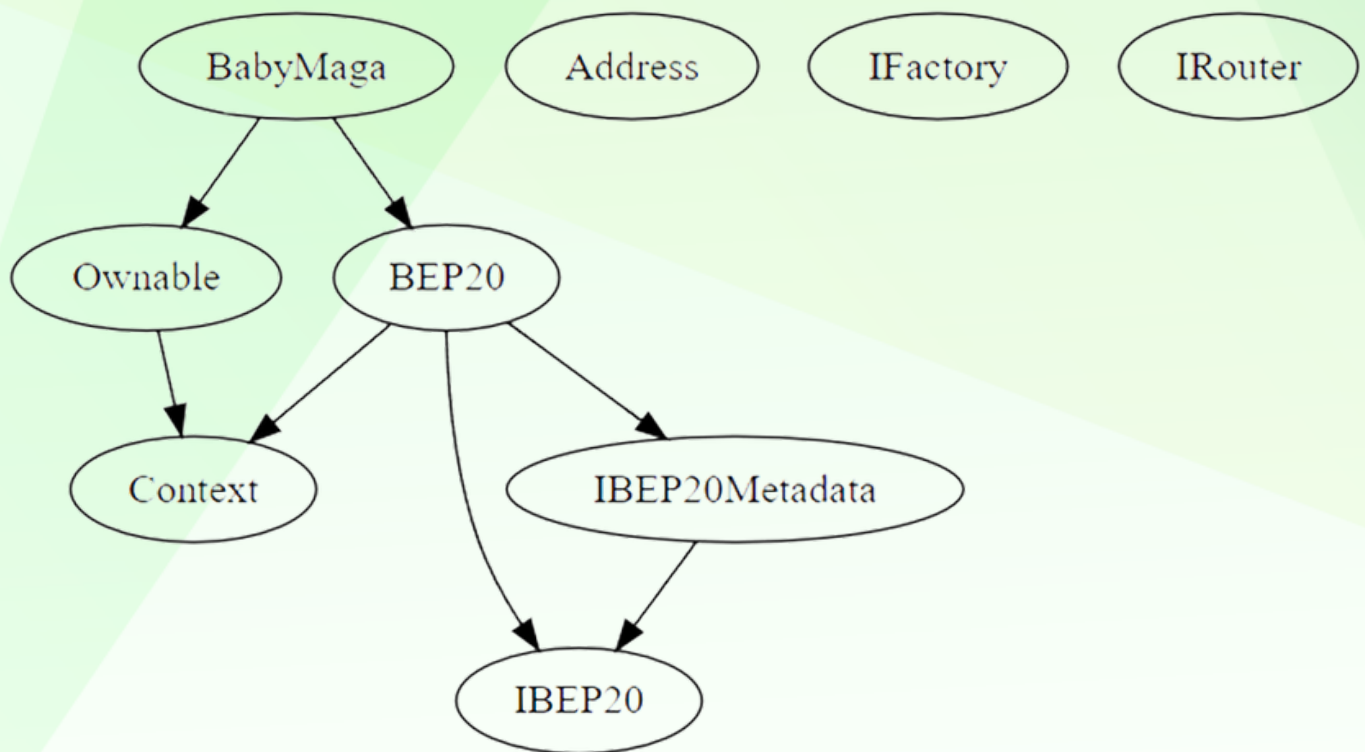 BabyMaga
Address
IFactory
IRouter
Ownable
BEP20
Context
IBEP20Metadata
IBEP20